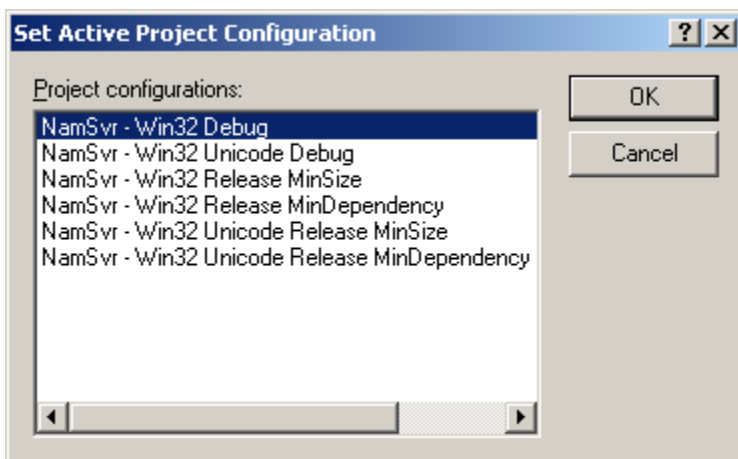 Set Active Project Configuration
Project configurations:
OK
NamSvr - Win32 Debug
NamSvr - Win32 Unicode Debug
Cancel
NamSvr - Win32 Release MinSize
NamSvr - Win32 Release MinDependency
NamSvr - Win32 Unicode Release MinSize
NamSvr - Win32 Unicode Release MinDependency